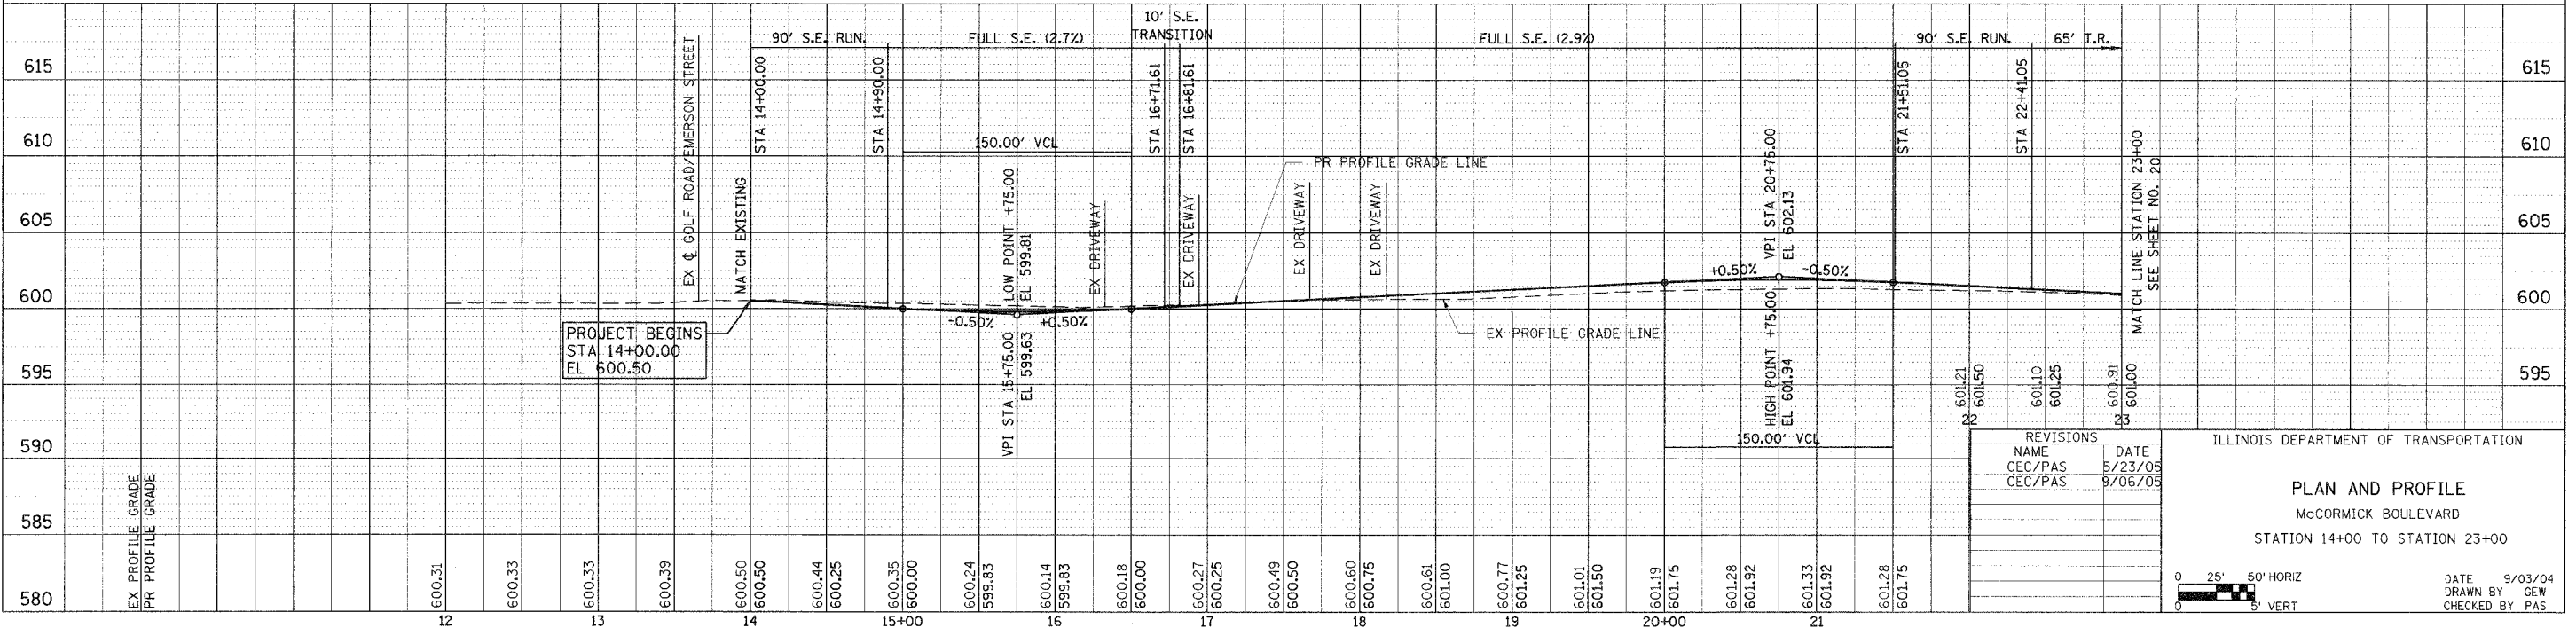 10' S.E.
TRANSITION
90' S.E. RUN.
FULL S.E. (2.7%)
FULL S.E. (2.9%)
90' S.E. RUN.
65' T.R.
615
610
605
600
595
590
585
580
615
610
605
600
595
EX ℄ GOLF ROAD/EMERSON STREET
MATCH EXISTING
STA 14+00.00
STA 14+90.00
150.00' VCL
LOW POINT +75.00
EL 599.81
VPI STA 15+75.00
EL 599.63
-0.50%
+0.50%
EX DRIVEWAY
STA 16+71.61
STA 16+81.61
EX DRIVEWAY
PR PROFILE GRADE LINE
EX DRIVEWAY
EX DRIVEWAY
EX PROFILE GRADE LINE
VPI STA 20+75.00
EL 602.13
+0.50%
-0.50%
HIGH POINT +75.00
EL 601.94
150.00' VCL
STA 21+51.05
STA 22+41.05
MATCH LINE STATION 23+00
SEE SHEET NO. 20
PROJECT BEGINS
STA 14+00.00
EL 600.50
EX PROFILE GRADE
PR PROFILE GRADE
600.31
600.33
600.33
600.39
600.50
600.50
600.44
600.25
600.35
600.00
600.24
599.83
600.14
599.83
600.18
600.00
600.27
600.25
600.49
600.50
600.60
600.75
600.61
601.00
600.77
601.25
601.01
601.50
601.19
601.75
601.28
601.92
601.33
601.92
601.28
601.75
601.21
601.50
601.10
601.25
600.91
601.00
22
23
12
13
14
15+00
16
17
18
19
20+00
21
REVISIONS
NAME DATE
CEC/PAS 5/23/05
CEC/PAS 9/06/05
ILLINOIS DEPARTMENT OF TRANSPORTATION
PLAN AND PROFILE
McCORMICK BOULEVARD
STATION 14+00 TO STATION 23+00
0 25' 50' HORIZ
0 5' VERT
DATE 9/03/04
DRAWN BY GEW
CHECKED BY PAS